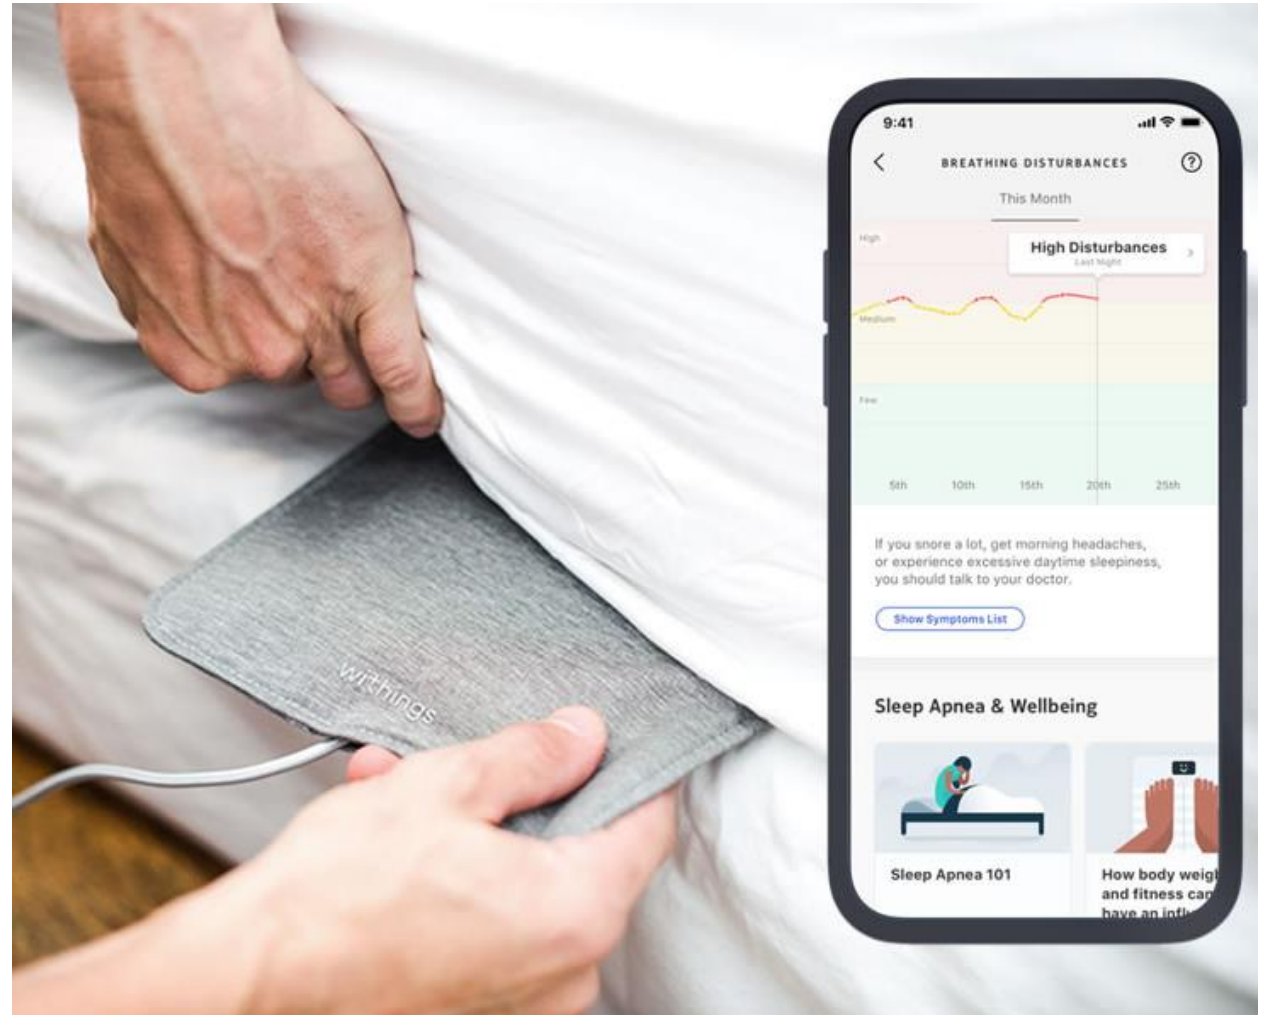 withings
9:41
BREATHING DISTURBANCES
?
This Month
High
High Disturbances
Last Night
Medium
Few
5th 10th 15th 20th 25th
If you snore a lot, get morning headaches,
or experience excessive daytime sleepiness,
you should talk to your doctor.
Show Symptoms List
Sleep Apnea & Wellbeing
Sleep Apnea 101
How body
and fitness can
have an